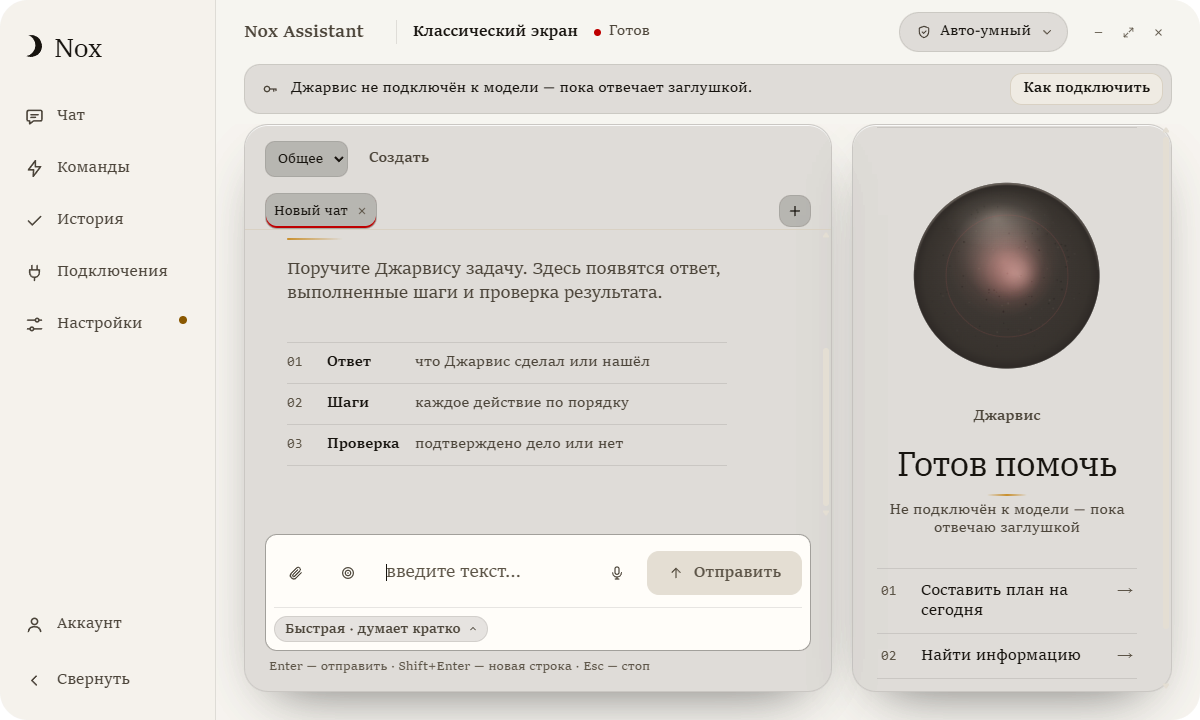 Nox
Чат
Команды
История
Подключения
Настройки
Аккаунт
Свернуть
Nox Assistant
Классический экран
Готов
Авто-умный
Джарвис не подключён к модели — пока отвечает заглушкой.
Как подключить
Общее
Создать
Новый чат
Поручите Джарвису задачу. Здесь появятся ответ,
выполненные шаги и проверка результата.
01 Ответ что Джарвис сделал или нашёл
02 Шаги каждое действие по порядку
03 Проверка подтверждено дело или нет
введите текст...
Отправить
Быстрая · думает кратко
Enter — отправить · Shift+Enter — новая строка · Esc — стоп
Джарвис
Готов помочь
Не подключён к модели — пока
отвечаю заглушкой
01 Составить план на
сегодня →
02 Найти информацию →